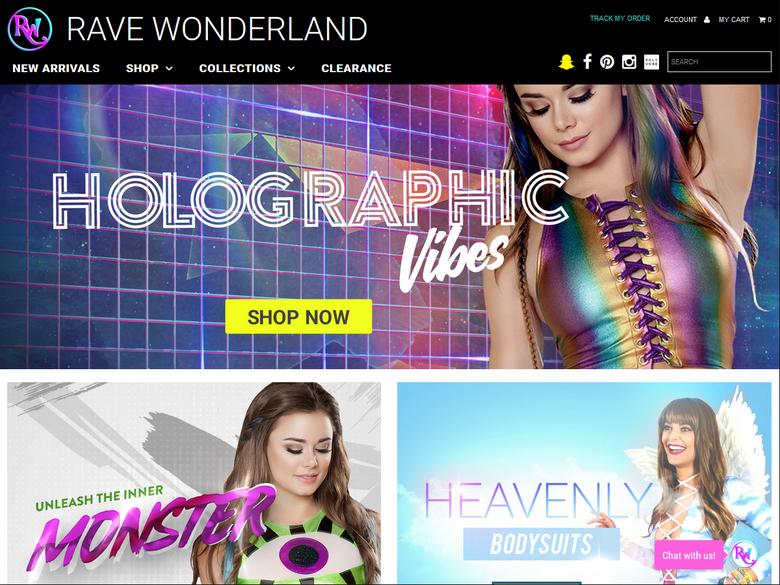 RW
RAVE WONDERLAND
TRACK MY ORDER
ACCOUNT
MY CART
0
NEW ARRIVALS
SHOP
COLLECTIONS
CLEARANCE
SEARCH
HOLOGRAPHIC
Vibes
SHOP NOW
UNLEASH THE INNER
MONSTER
HEAVENLY
BODYSUITS
Chat with us!
RW